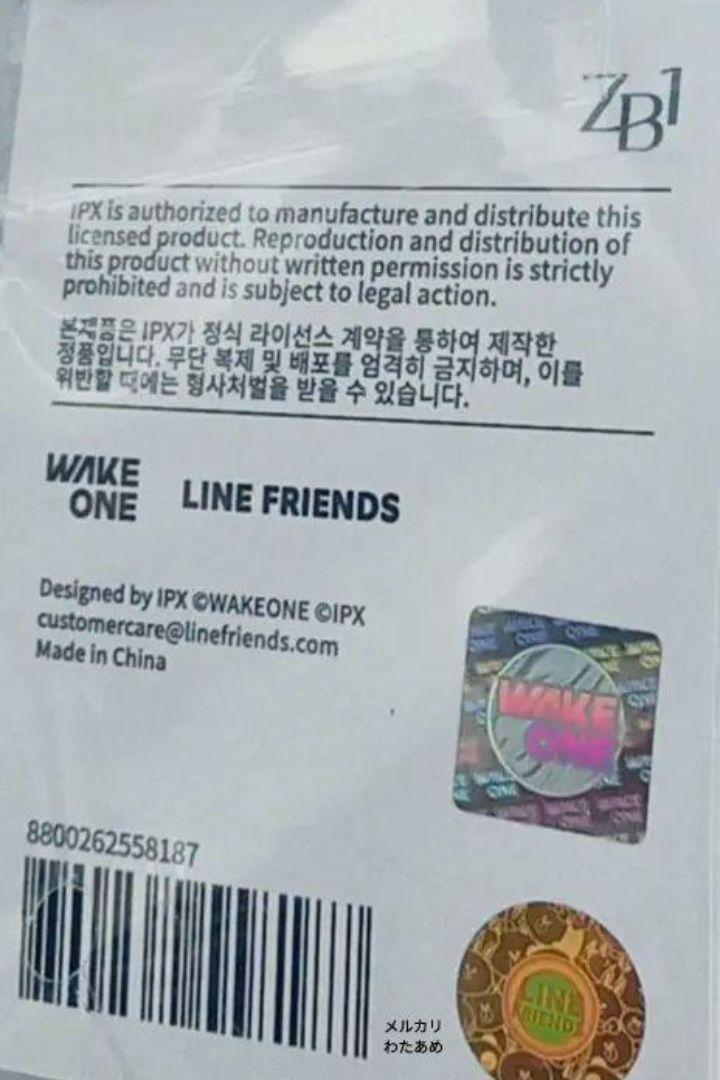 ZB1
IPX is authorized to manufacture and distribute this
licensed product. Reproduction and distribution of
this product without written permission is strictly
prohibited and is subject to legal action.
본제품은 IPX가 정식 라이선스 계약을 통하여 제작한
정품입니다. 무단 복제 및 배포를 엄격히 금지하며, 이를
위반할 때에는 형사처벌을 받을 수 있습니다.
WAKE
ONE
LINE FRIENDS
Designed by IPX ©WAKEONE ©IPX
customercare@linefriends.com
Made in China
WAKE
ONE
8800262558187
LINE
FRIENDS
メルカリ
わたあめ